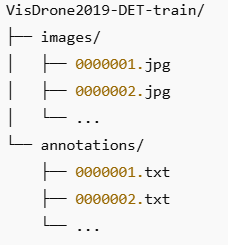 VisDrone2019-DET-train/
├── images/
│   ├── 0000001.jpg
│   ├── 0000002.jpg
│   └── ...
└── annotations/
    ├── 0000001.txt
    ├── 0000002.txt
    └── ...